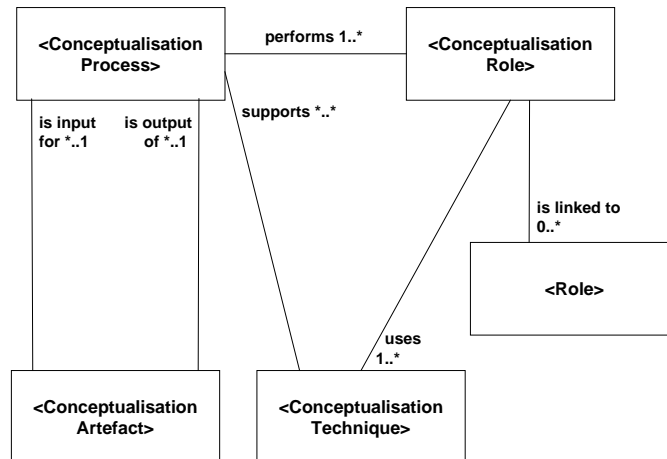 <Conceptualisation
Process>
performs 1..*
<Conceptualisation
Role>
is input
for *..1
is output
of *..1
supports *..*
is linked to
0..*
<Role>
uses
1..*
<Conceptualisation
Artefact>
<Conceptualisation
Technique>